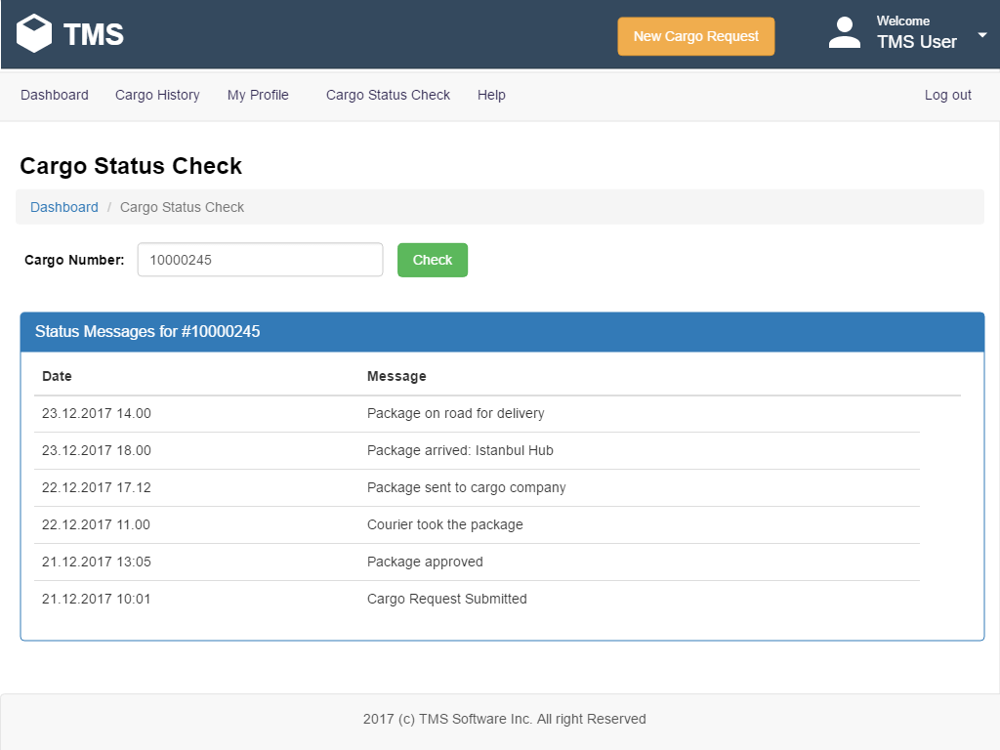 TMS
New Cargo Request
Welcome
TMS User
Dashboard Cargo History My Profile Cargo Status Check Help Log out
Cargo Status Check
Dashboard / Cargo Status Check
Cargo Number: 10000245 Check
Status Messages for #10000245
Date Message
23.12.2017 14.00 Package on road for delivery
23.12.2017 18.00 Package arrived: Istanbul Hub
22.12.2017 17.12 Package sent to cargo company
22.12.2017 11.00 Courier took the package
21.12.2017 13:05 Package approved
21.12.2017 10:01 Cargo Request Submitted
2017 (c) TMS Software Inc. All right Reserved